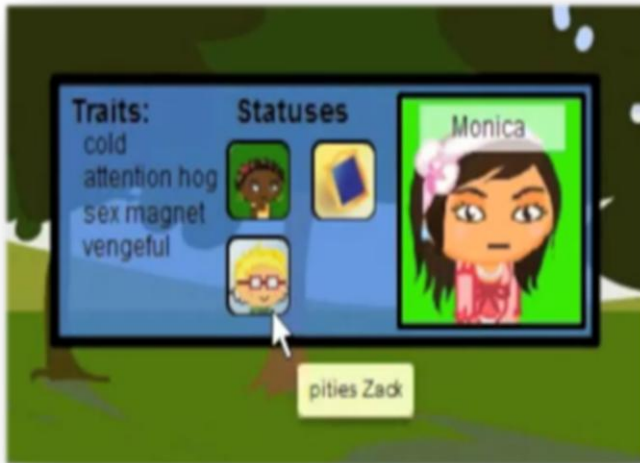 Traits:
cold
attention hog
sex magnet
vengeful
Statuses
Monica
pities Zack